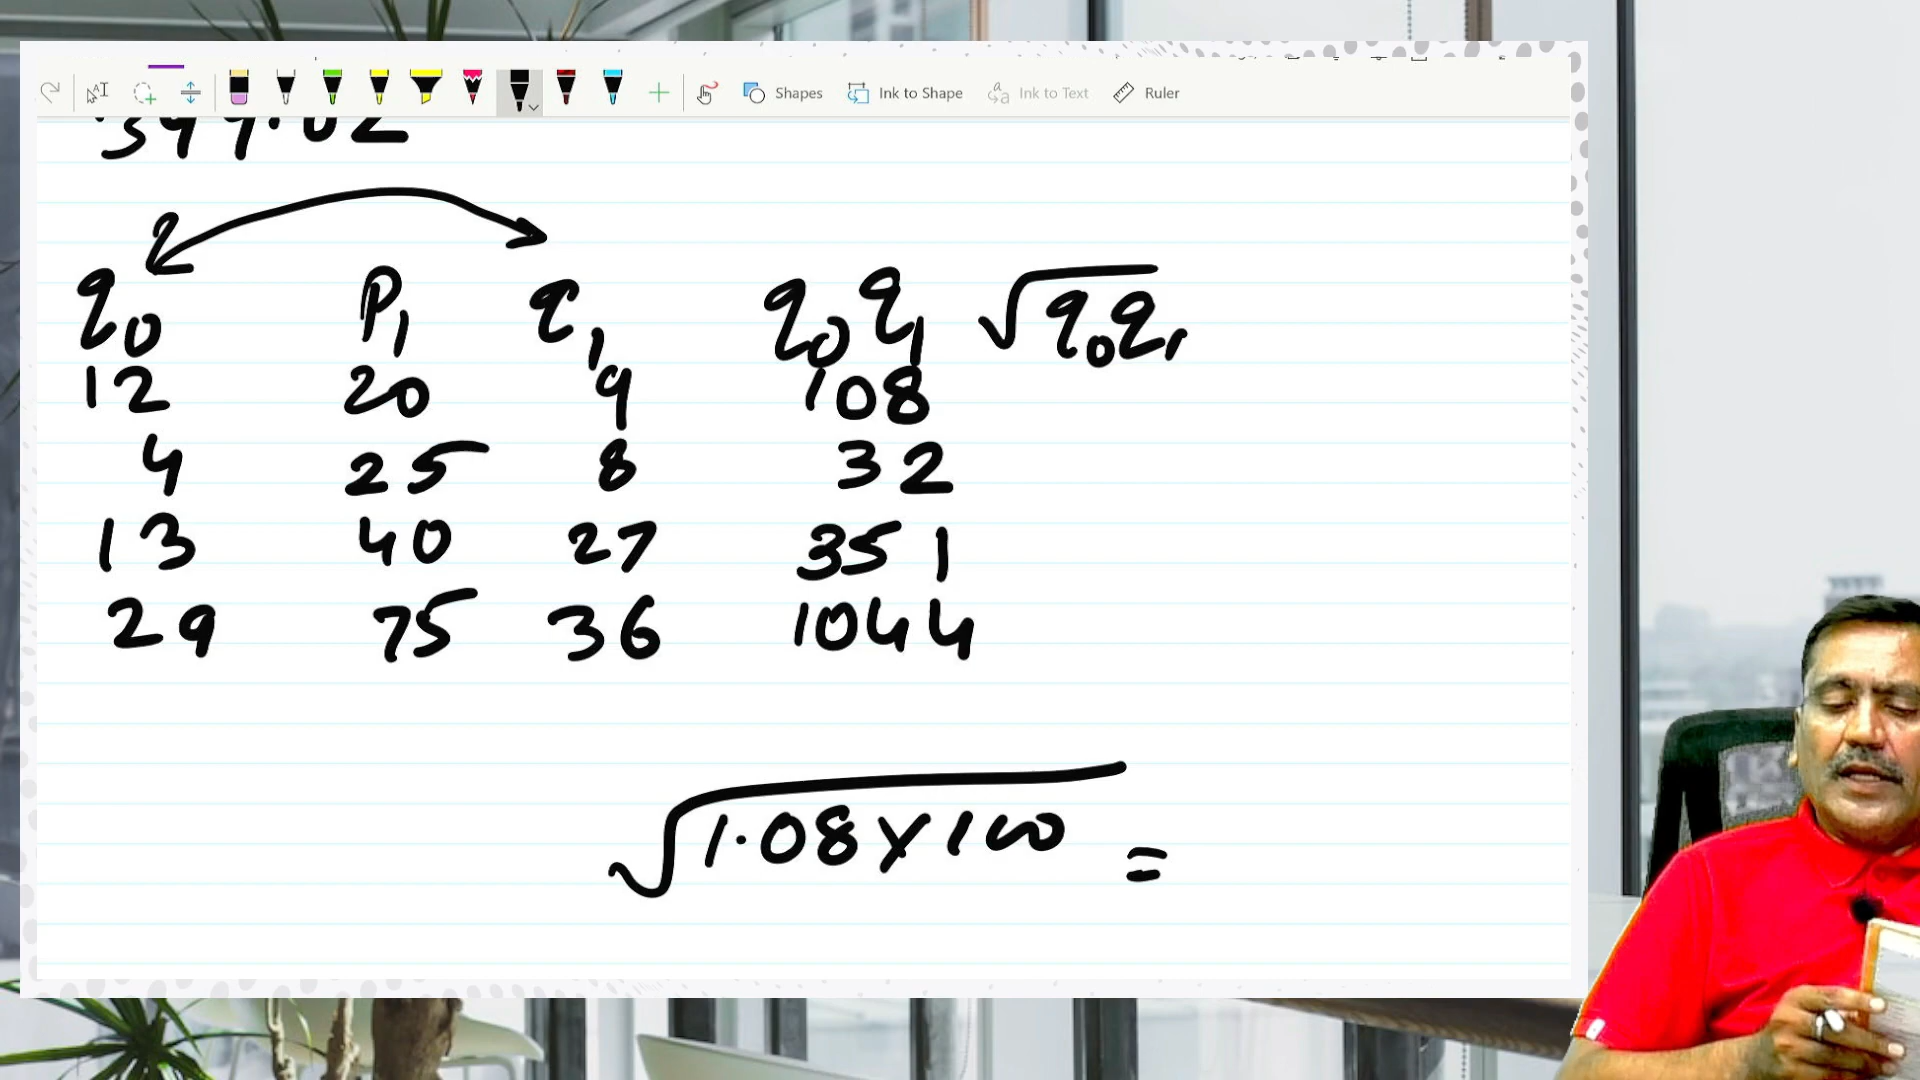 Shapes Ink to Shape Ink to Text Ruler
q₀ P₁ q₁ q₀q₁ √q₀q₁
12 20 9 108
4 25 8 32
13 40 27 351
29 75 36 1044
√1.08×100 =